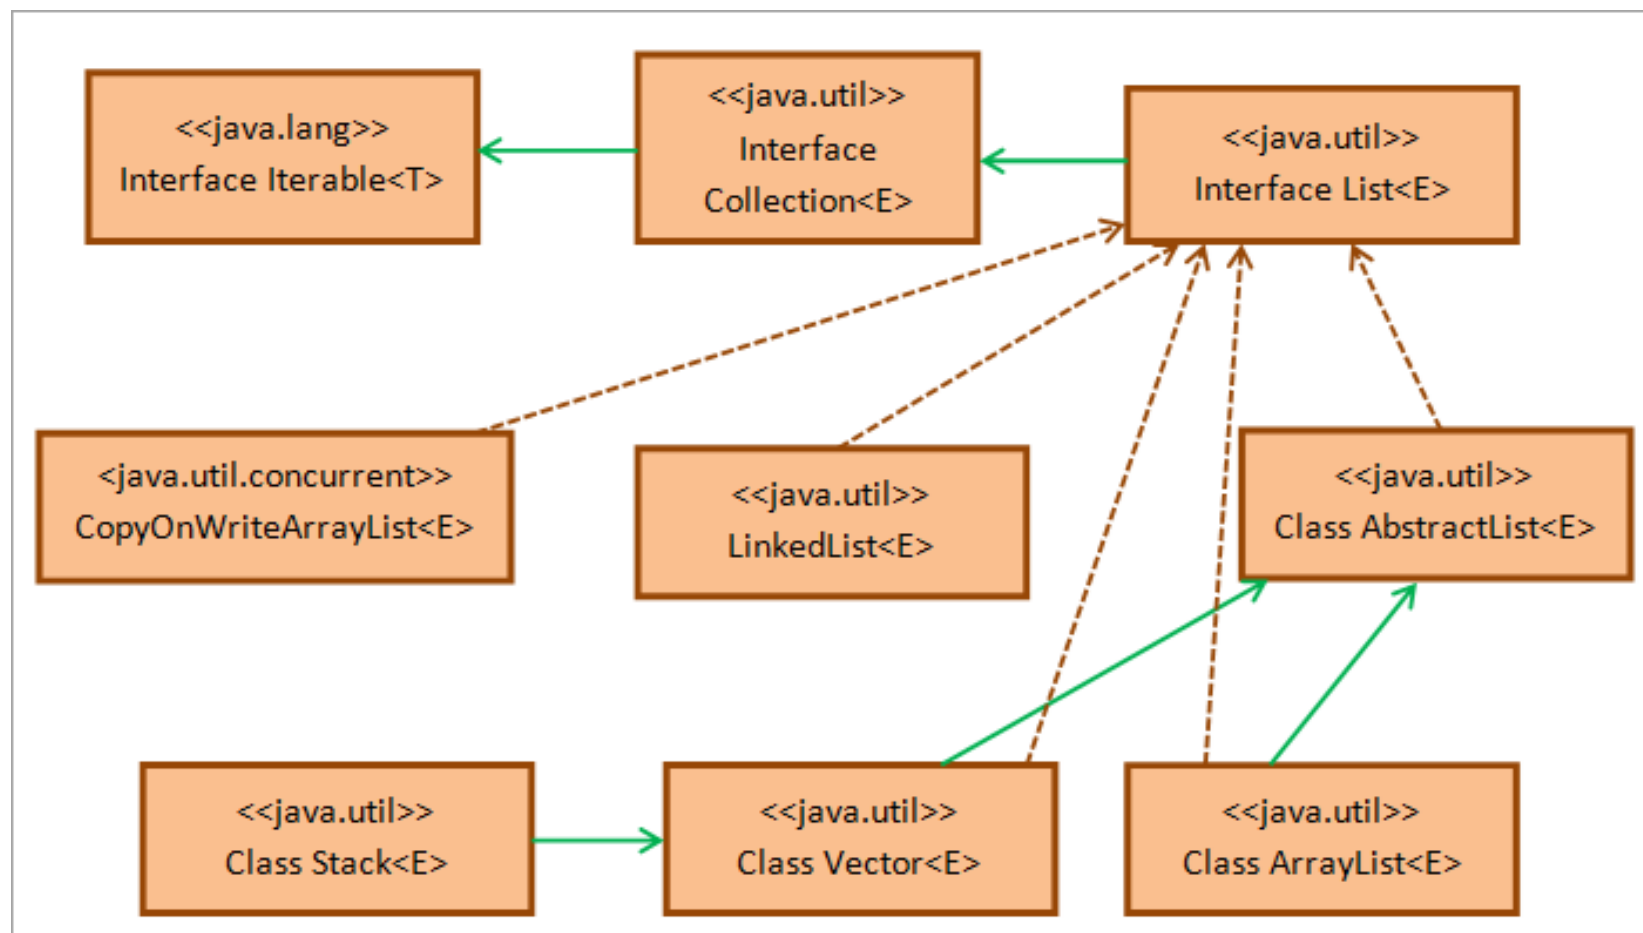 <<java.lang>>
Interface Iterable<T>
<<java.util>>
Interface
Collection<E>
<<java.util>>
Interface List<E>
<java.util.concurrent>>
CopyOnWriteArrayList<E>
<<java.util>>
LinkedList<E>
<<java.util>>
Class AbstractList<E>
<<java.util>>
Class Stack<E>
<<java.util>>
Class Vector<E>
<<java.util>>
Class ArrayList<E>